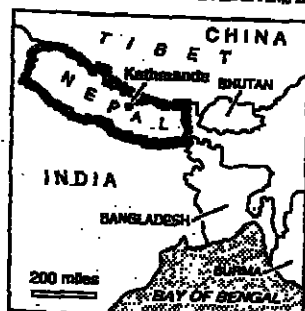 CHINA
TIBET
Kathmandu
BHUTAN
NEPAL
INDIA
BANGLADESH
BURMA
200 miles
BAY OF BENGAL